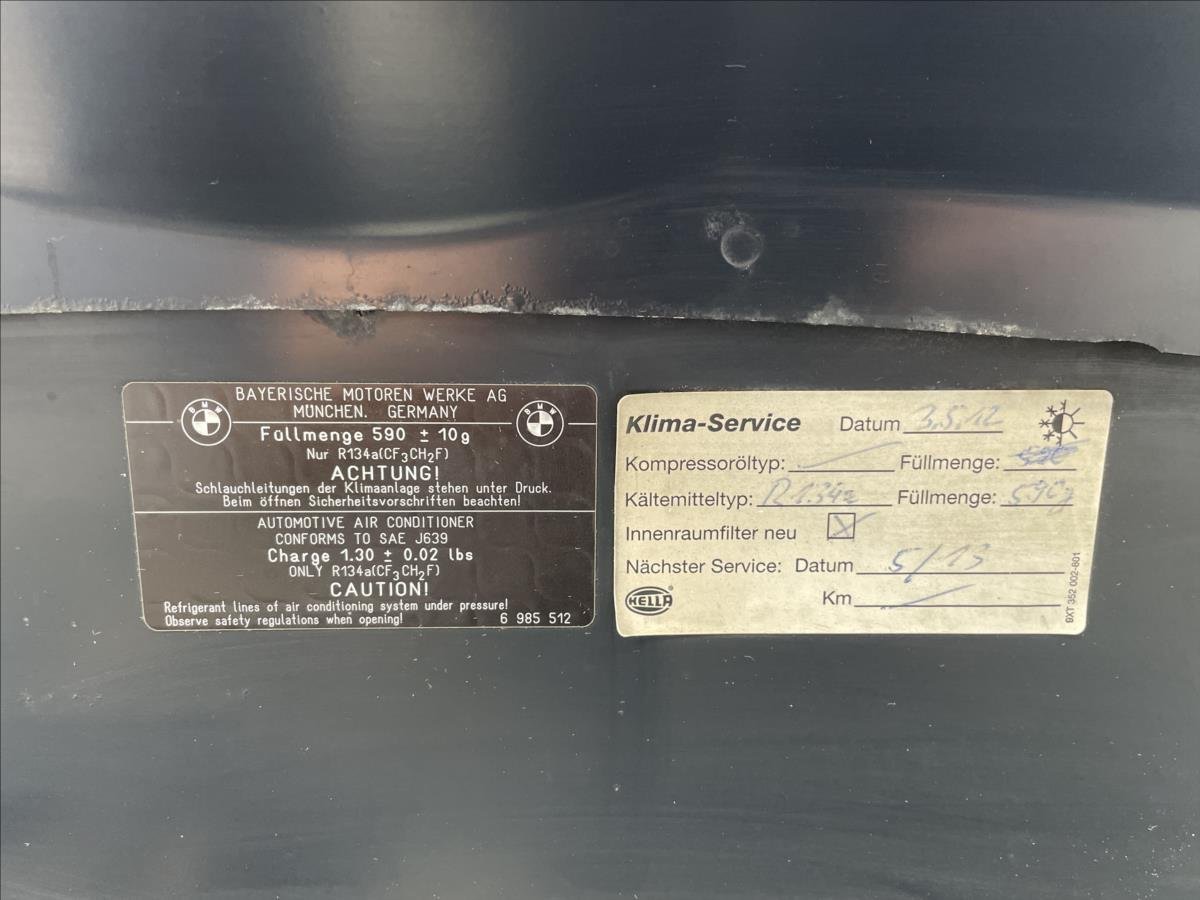 BAYERISCHE MOTOREN WERKE AG
MÜNCHEN. GERMANY
BMW
BMW
Füllmenge 590 ± 10g
Nur R134a(CF3CH2F)
ACHTUNG!
Schlauchleitungen der Klimaanlage stehen unter Druck.
Beim öffnen Sicherheitsvorschriften beachten!
AUTOMOTIVE AIR CONDITIONER
CONFORMS TO SAE J639
Charge 1.30 ± 0.02 lbs
ONLY R134a(CF3CH2F)
CAUTION!
Refrigerant lines of air conditioning system under pressure!
Observe safety regulations when opening!
6 985 512
Klima-Service Datum 3.5.12
Kompressoröltyp: Füllmenge:
Kältemitteltyp: R134a Füllmenge: 590g
Innenraumfilter neu
Nächster Service: Datum 5/13
Km
HELLA
9XT 352 002-801